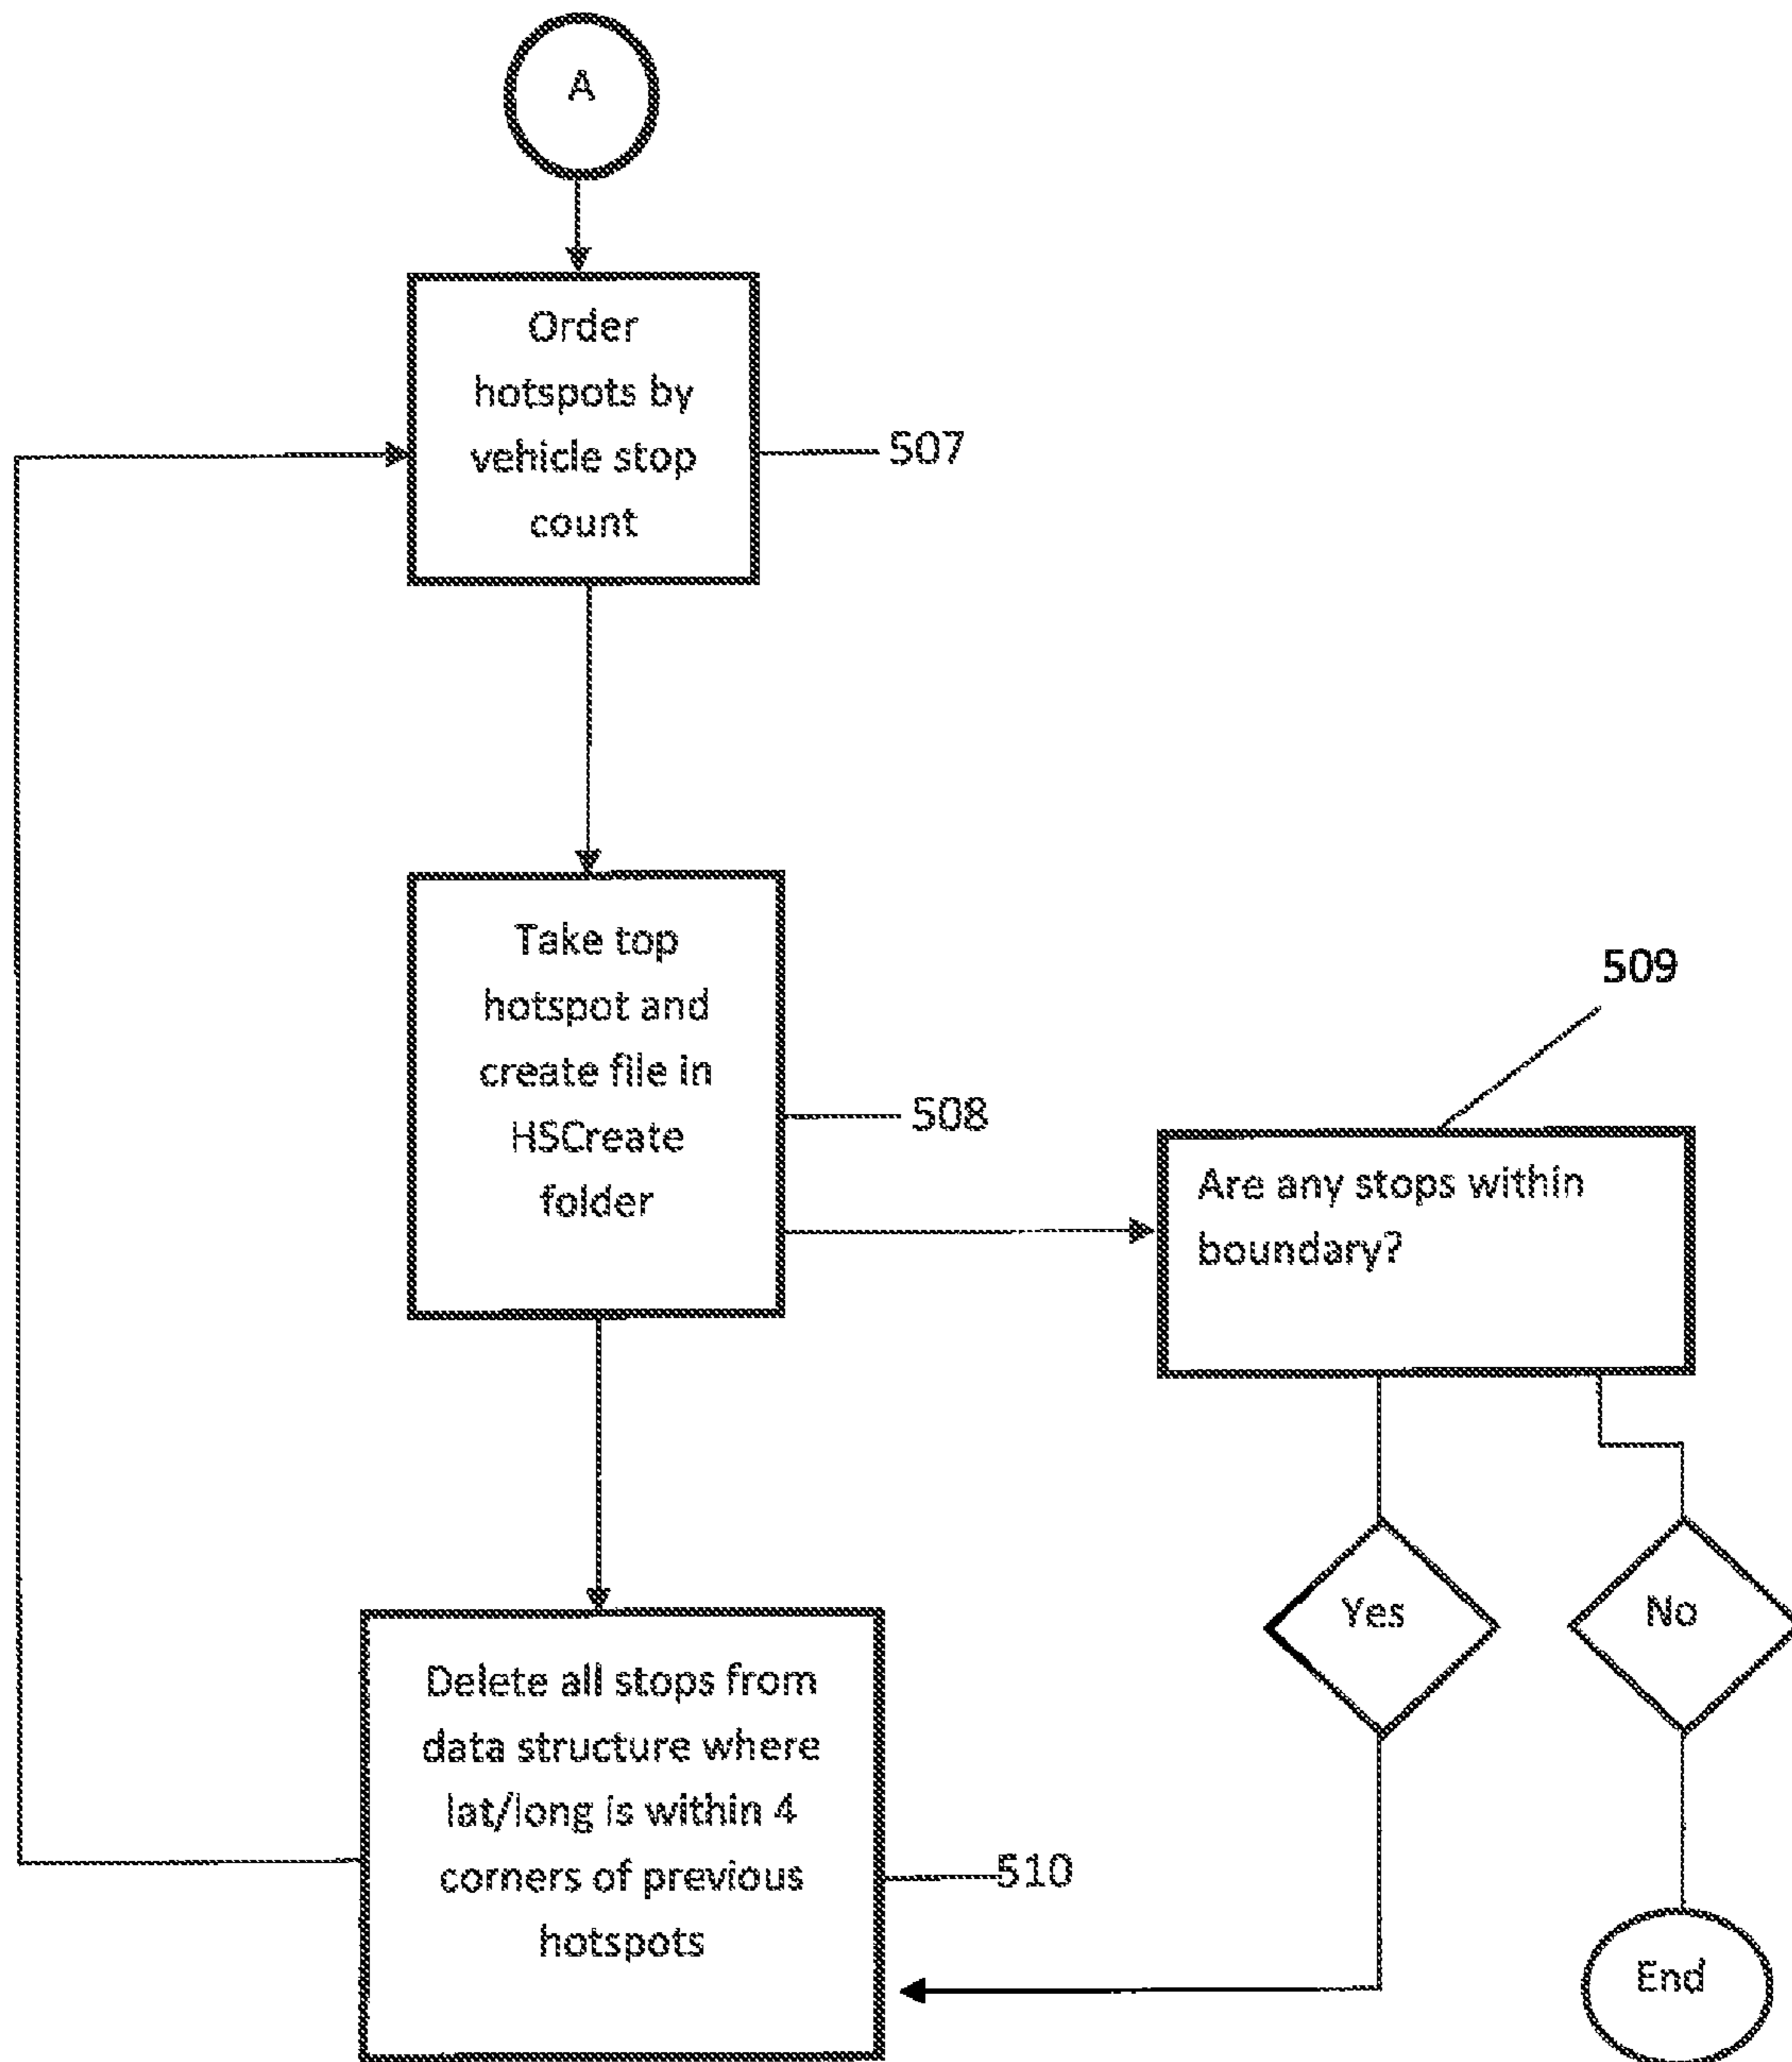 A
Order
hotspots by
vehicle stop
count
507
Take top
hotspot and
create file in
HSCreate
folder
508
509
Are any stops within
boundary?
Yes
No
Delete all stops from
data structure where
lat/long is within 4
corners of previous
hotspots
510
End